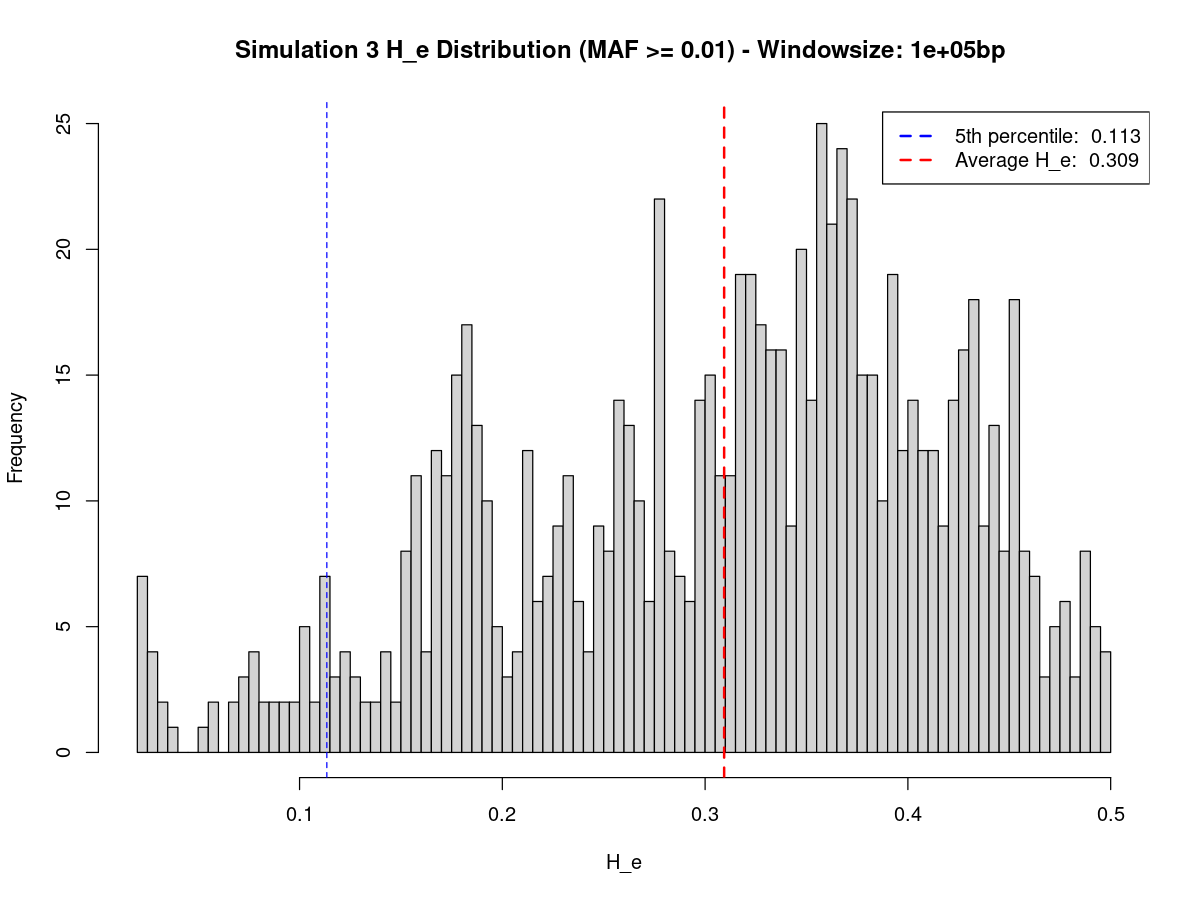 Simulation 3 H_e Distribution (MAF >= 0.01) - Windowsize: 1e+05bp
5th percentile:  0.113
Average H_e:  0.309
Frequency
25
20
15
10
5
0
0.1 0.2 0.3 0.4 0.5
H_e